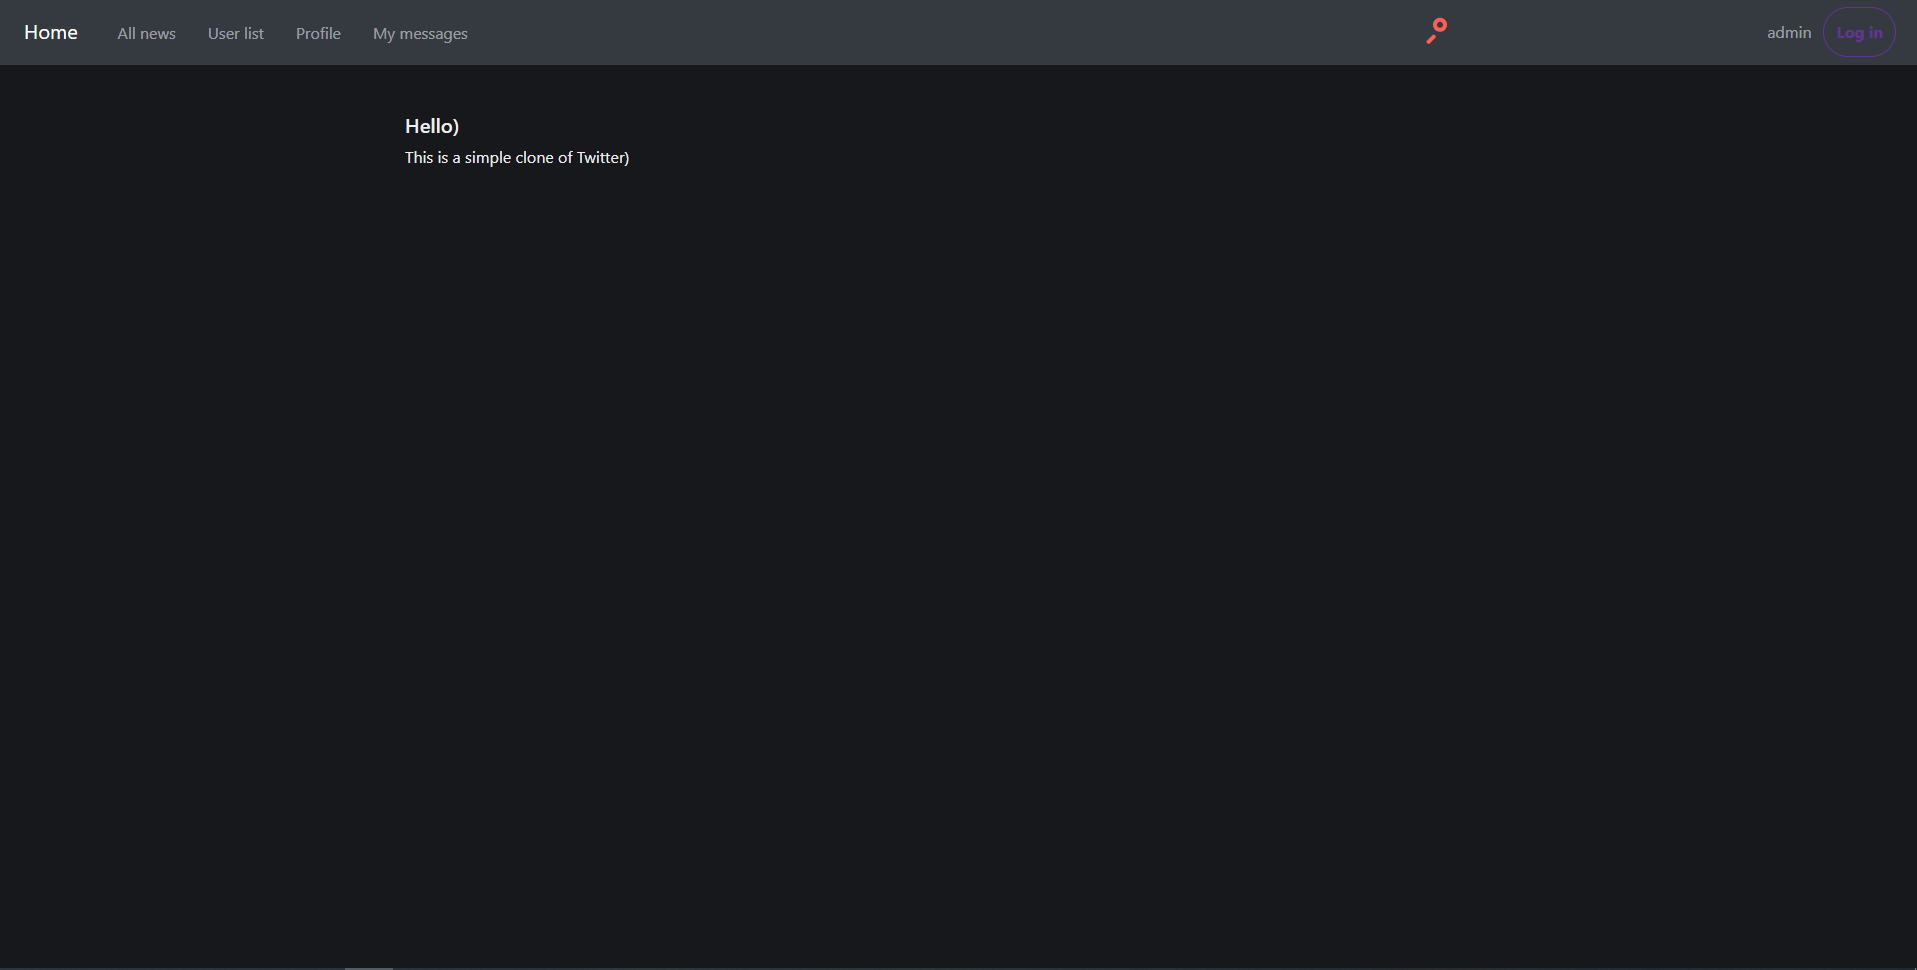 Home All news User list Profile My messages admin Log in
Hello)
This is a simple clone of Twitter)